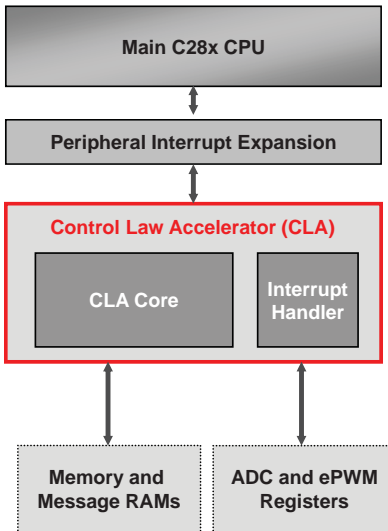 Main C28x CPU
Peripheral Interrupt Expansion
Control Law Accelerator (CLA)
CLA Core
Interrupt
Handler
Memory and
Message RAMs
ADC and ePWM
Registers